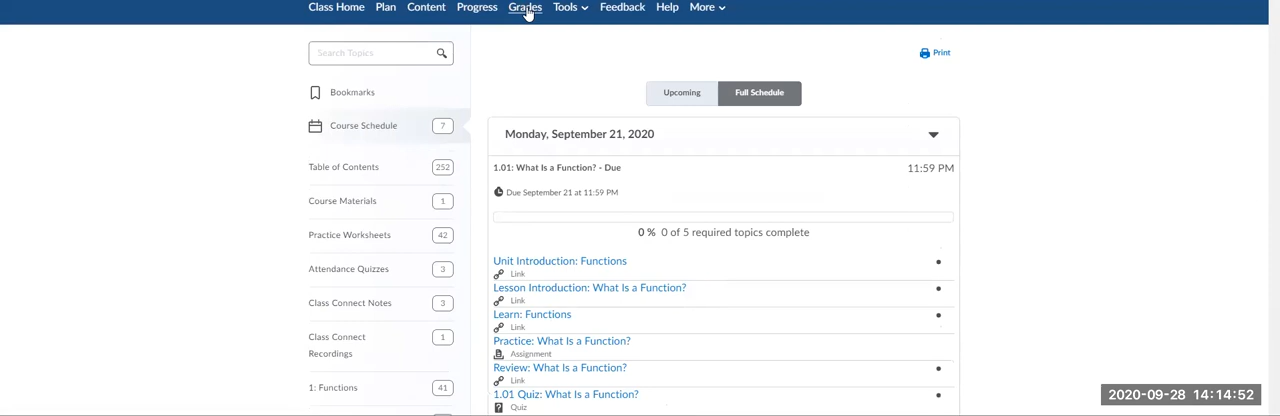 Class Home Plan Content Progress Grades Tools Feedback Help More
Search Topics
Print
Bookmarks
Upcoming Full Schedule
Course Schedule 7
Monday, September 21, 2020
Table of Contents 252
1.01: What Is a Function? - Due 11:59 PM
Due September 21 at 11:59 PM
Course Materials 1
Practice Worksheets 42
0 % 0 of 5 required topics complete
Attendance Quizzes 3
Unit Introduction: Functions
Link
Lesson Introduction: What Is a Function?
Link
Class Connect Notes 3
Learn: Functions
Link
Class Connect
Recordings 1
Practice: What Is a Function?
Assignment
Review: What Is a Function?
Link
1: Functions 41
1.01 Quiz: What Is a Function?
Quiz
2020-09-28 14:14:52